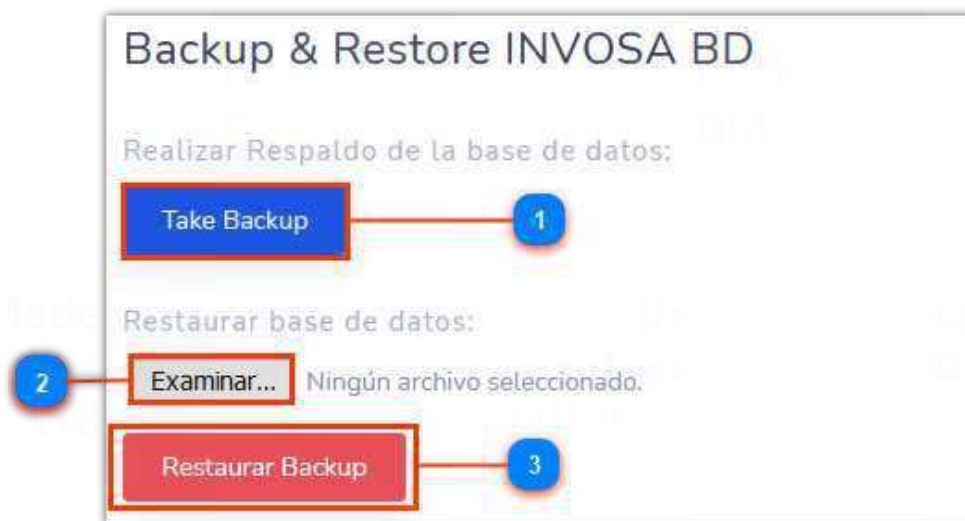 Backup & Restore INVOSA BD
Realizar Respaldo de la base de datos:
Take Backup
1
Restaurar base de datos:
2
Examinar... Ningún archivo seleccionado.
Restaurar Backup
3